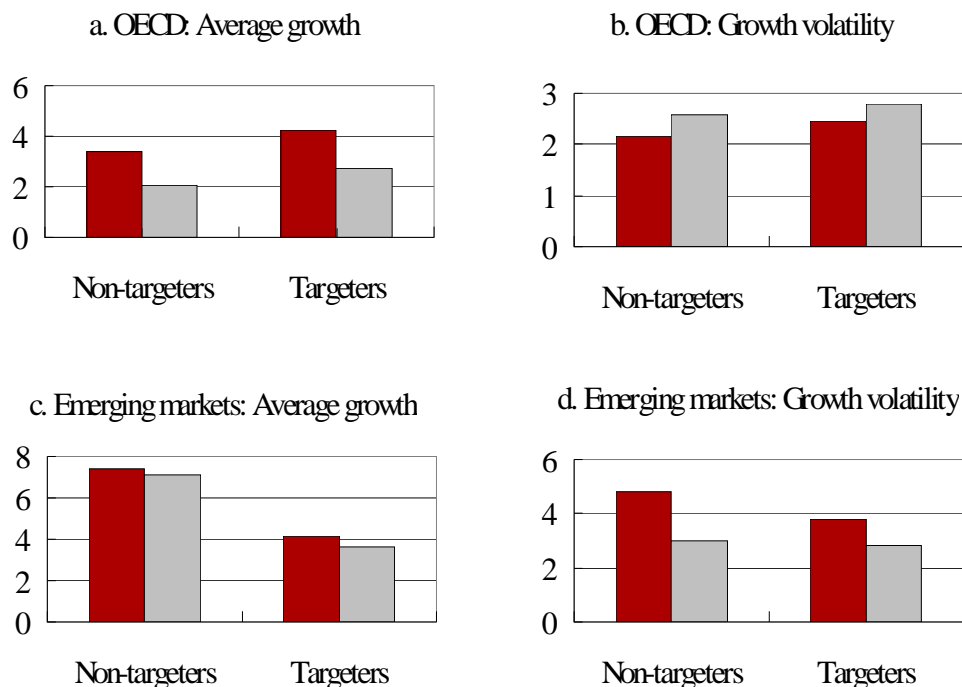 a. OECD: Average growth
6
4
2
0
Non-targeters Targeters
b. OECD: Growth volatility
3
2
1
0
Non-targeters Targeters
c. Emerging markets: Average growth
8
6
4
2
0
Non-targeters Targeters
d. Emerging markets: Growth volatility
6
4
2
0
Non-targeters Targeters